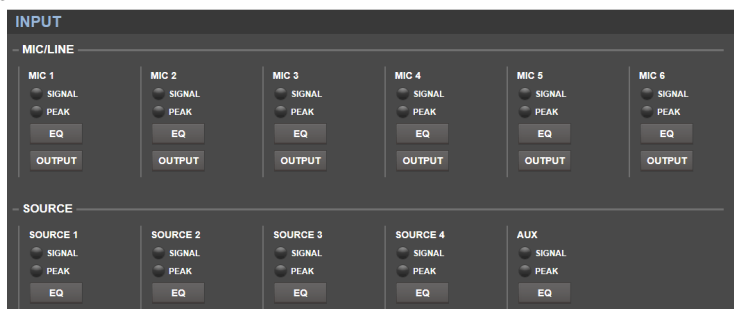 INPUT
MIC/LINE
MIC 1 MIC 2 MIC 3 MIC 4 MIC 5 MIC 6
SIGNAL SIGNAL SIGNAL SIGNAL SIGNAL SIGNAL
PEAK PEAK PEAK PEAK PEAK PEAK
EQ EQ EQ EQ EQ EQ
OUTPUT OUTPUT OUTPUT OUTPUT OUTPUT OUTPUT
SOURCE
SOURCE 1 SOURCE 2 SOURCE 3 SOURCE 4 AUX
SIGNAL SIGNAL SIGNAL SIGNAL SIGNAL
PEAK PEAK PEAK PEAK PEAK
EQ EQ EQ EQ EQ